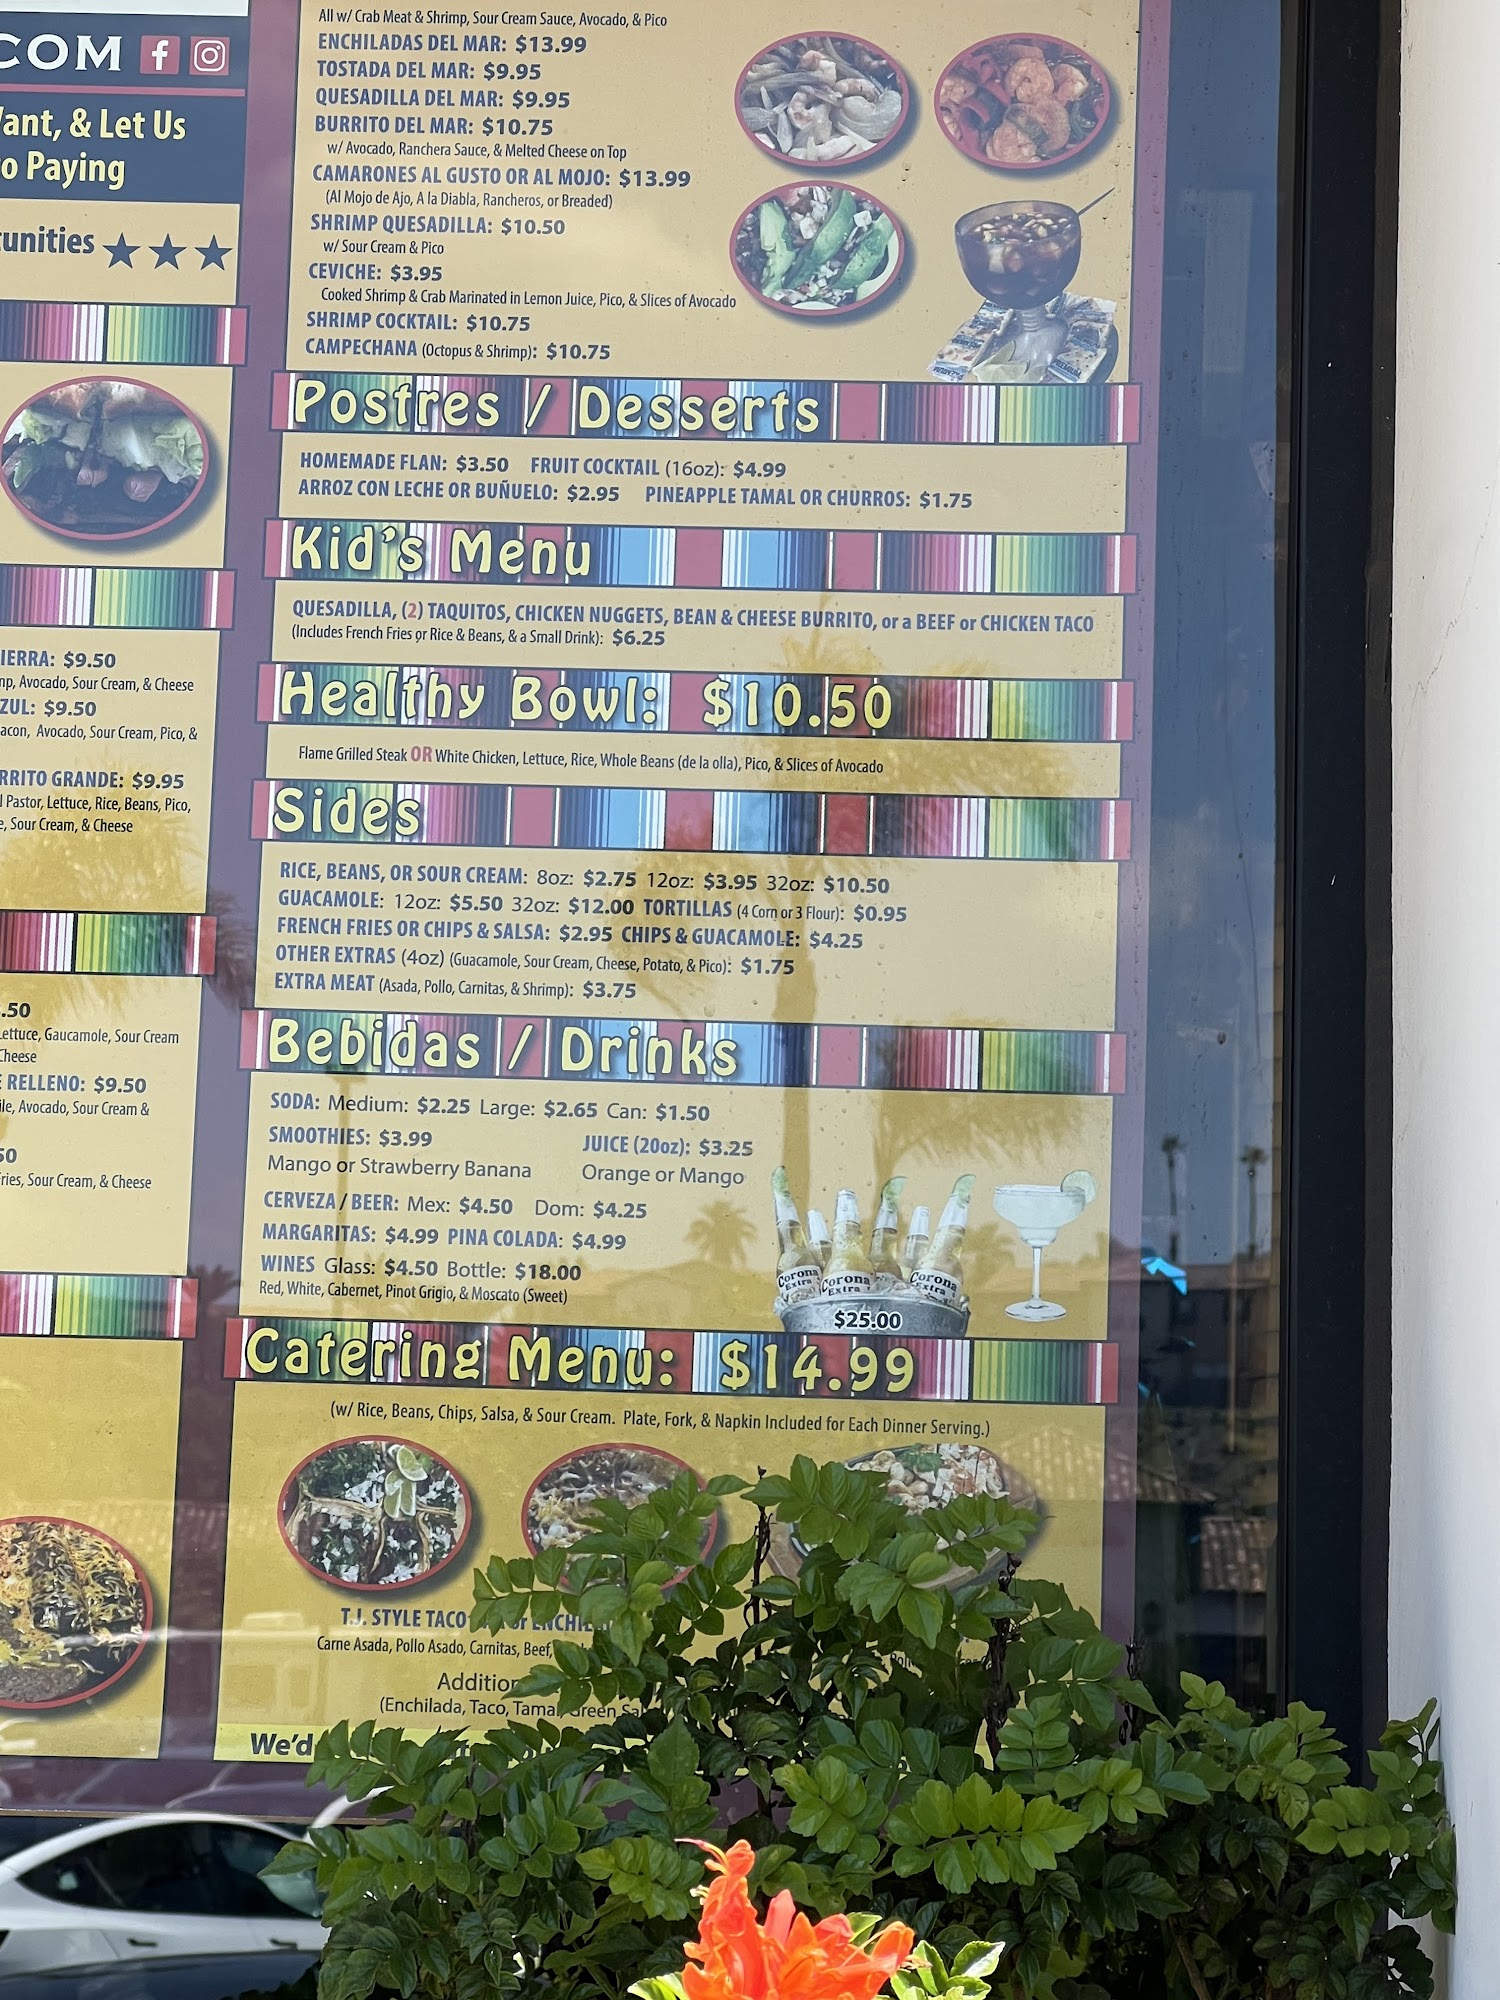 COM
ant, & Let Us
o Paying
unities
IERRA: $9.50
mp, Avocado, Sour Cream, & Cheese
ZUL: $9.50
acon, Avocado, Sour Cream, Pico, &
RRITO GRANDE: $9.95
l Pastor, Lettuce, Rice, Beans, Pico,
e, Sour Cream, & Cheese
.50
Lettuce, Gaucamole, Sour Cream
Cheese
E RELLENO: $9.50
ile, Avocado, Sour Cream &
50
Fries, Sour Cream, & Cheese
All w/ Crab Meat & Shrimp, Sour Cream Sauce, Avocado, & Pico
ENCHILADAS DEL MAR: $13.99
TOSTADA DEL MAR: $9.95
QUESADILLA DEL MAR: $9.95
BURRITO DEL MAR: $10.75
w/ Avocado, Ranchera Sauce, & Melted Cheese on Top
CAMARONES AL GUSTO OR AL MOJO: $13.99
(Al Mojo de Ajo, A la Diabla, Rancheros, or Breaded)
SHRIMP QUESADILLA: $10.50
w/ Sour Cream & Pico
CEVICHE: $3.95
Cooked Shrimp & Crab Marinated in Lemon Juice, Pico, & Slices of Avocado
SHRIMP COCKTAIL: $10.75
CAMPECHANA (Octopus & Shrimp): $10.75
Postres / Desserts
HOMEMADE FLAN: $3.50 FRUIT COCKTAIL (16oz): $4.99
ARROZ CON LECHE OR BUÑUELO: $2.95 PINEAPPLE TAMAL OR CHURROS: $1.75
Kid's Menu
QUESADILLA, (2) TAQUITOS, CHICKEN NUGGETS, BEAN & CHEESE BURRITO, or a BEEF or CHICKEN TACO
(Includes French Fries or Rice & Beans, & a Small Drink): $6.25
Healthy Bowl: $10.50
Flame Grilled Steak OR White Chicken, Lettuce, Rice, Whole Beans (de la olla), Pico, & Slices of Avocado
Sides
RICE, BEANS, OR SOUR CREAM: 8oz: $2.75 12oz: $3.95 32oz: $10.50
GUACAMOLE: 12oz: $5.50 32oz: $12.00 TORTILLAS (4 Corn or 3 Flour): $0.95
FRENCH FRIES OR CHIPS & SALSA: $2.95 CHIPS & GUACAMOLE: $4.25
OTHER EXTRAS (4oz) (Guacamole, Sour Cream, Cheese, Potato, & Pico): $1.75
EXTRA MEAT (Asada, Pollo, Carnitas, & Shrimp): $3.75
Bebidas / Drinks
SODA: Medium: $2.25 Large: $2.65 Can: $1.50
SMOOTHIES: $3.99 JUICE (20oz): $3.25
Mango or Strawberry Banana Orange or Mango
CERVEZA / BEER: Mex: $4.50 Dom: $4.25
MARGARITAS: $4.99 PINA COLADA: $4.99
WINES Glass: $4.50 Bottle: $18.00
Red, White, Cabernet, Pinot Grigio, & Moscato (Sweet)
Corona Extra Corona Extra Corona Extra
$25.00
Catering Menu: $14.99
(w/ Rice, Beans, Chips, Salsa, & Sour Cream. Plate, Fork, & Napkin Included for Each Dinner Serving.)
T.J. STYLE TACO or ENCHIL
Carne Asada, Pollo Asado, Carnitas, Beef,
Addition
(Enchilada, Taco, Tamal, Green Sal
We'd